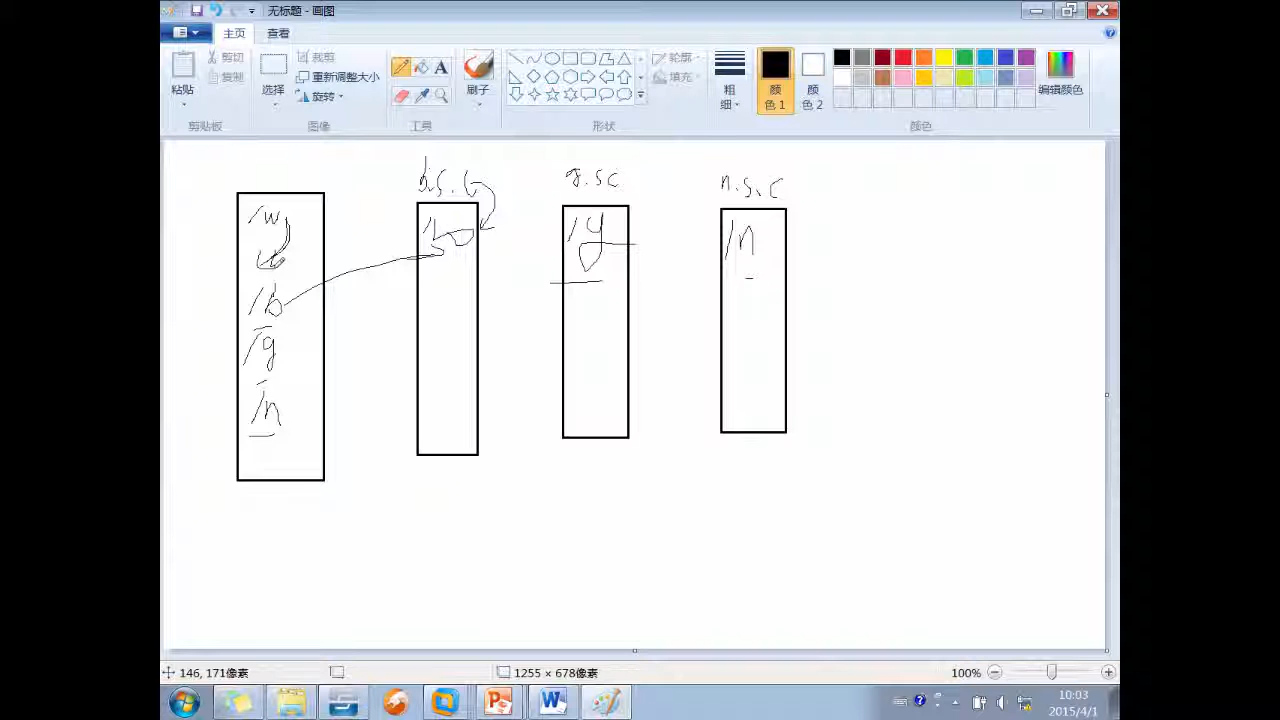 无标题 - 画图
主页
查看
剪切
复制
粘贴
剪贴板
裁剪
重新调整大小
旋转
选择
图像
A
工具
刷子
轮廓
填充
形状
粗细
颜色 1
颜色 2
编辑颜色
颜色
b.s.c
g.sc
n.s.c
/w
/b
/g
/n
/y
/n
146, 171像素
1255 × 678像素
100%
10:03
2015/4/1